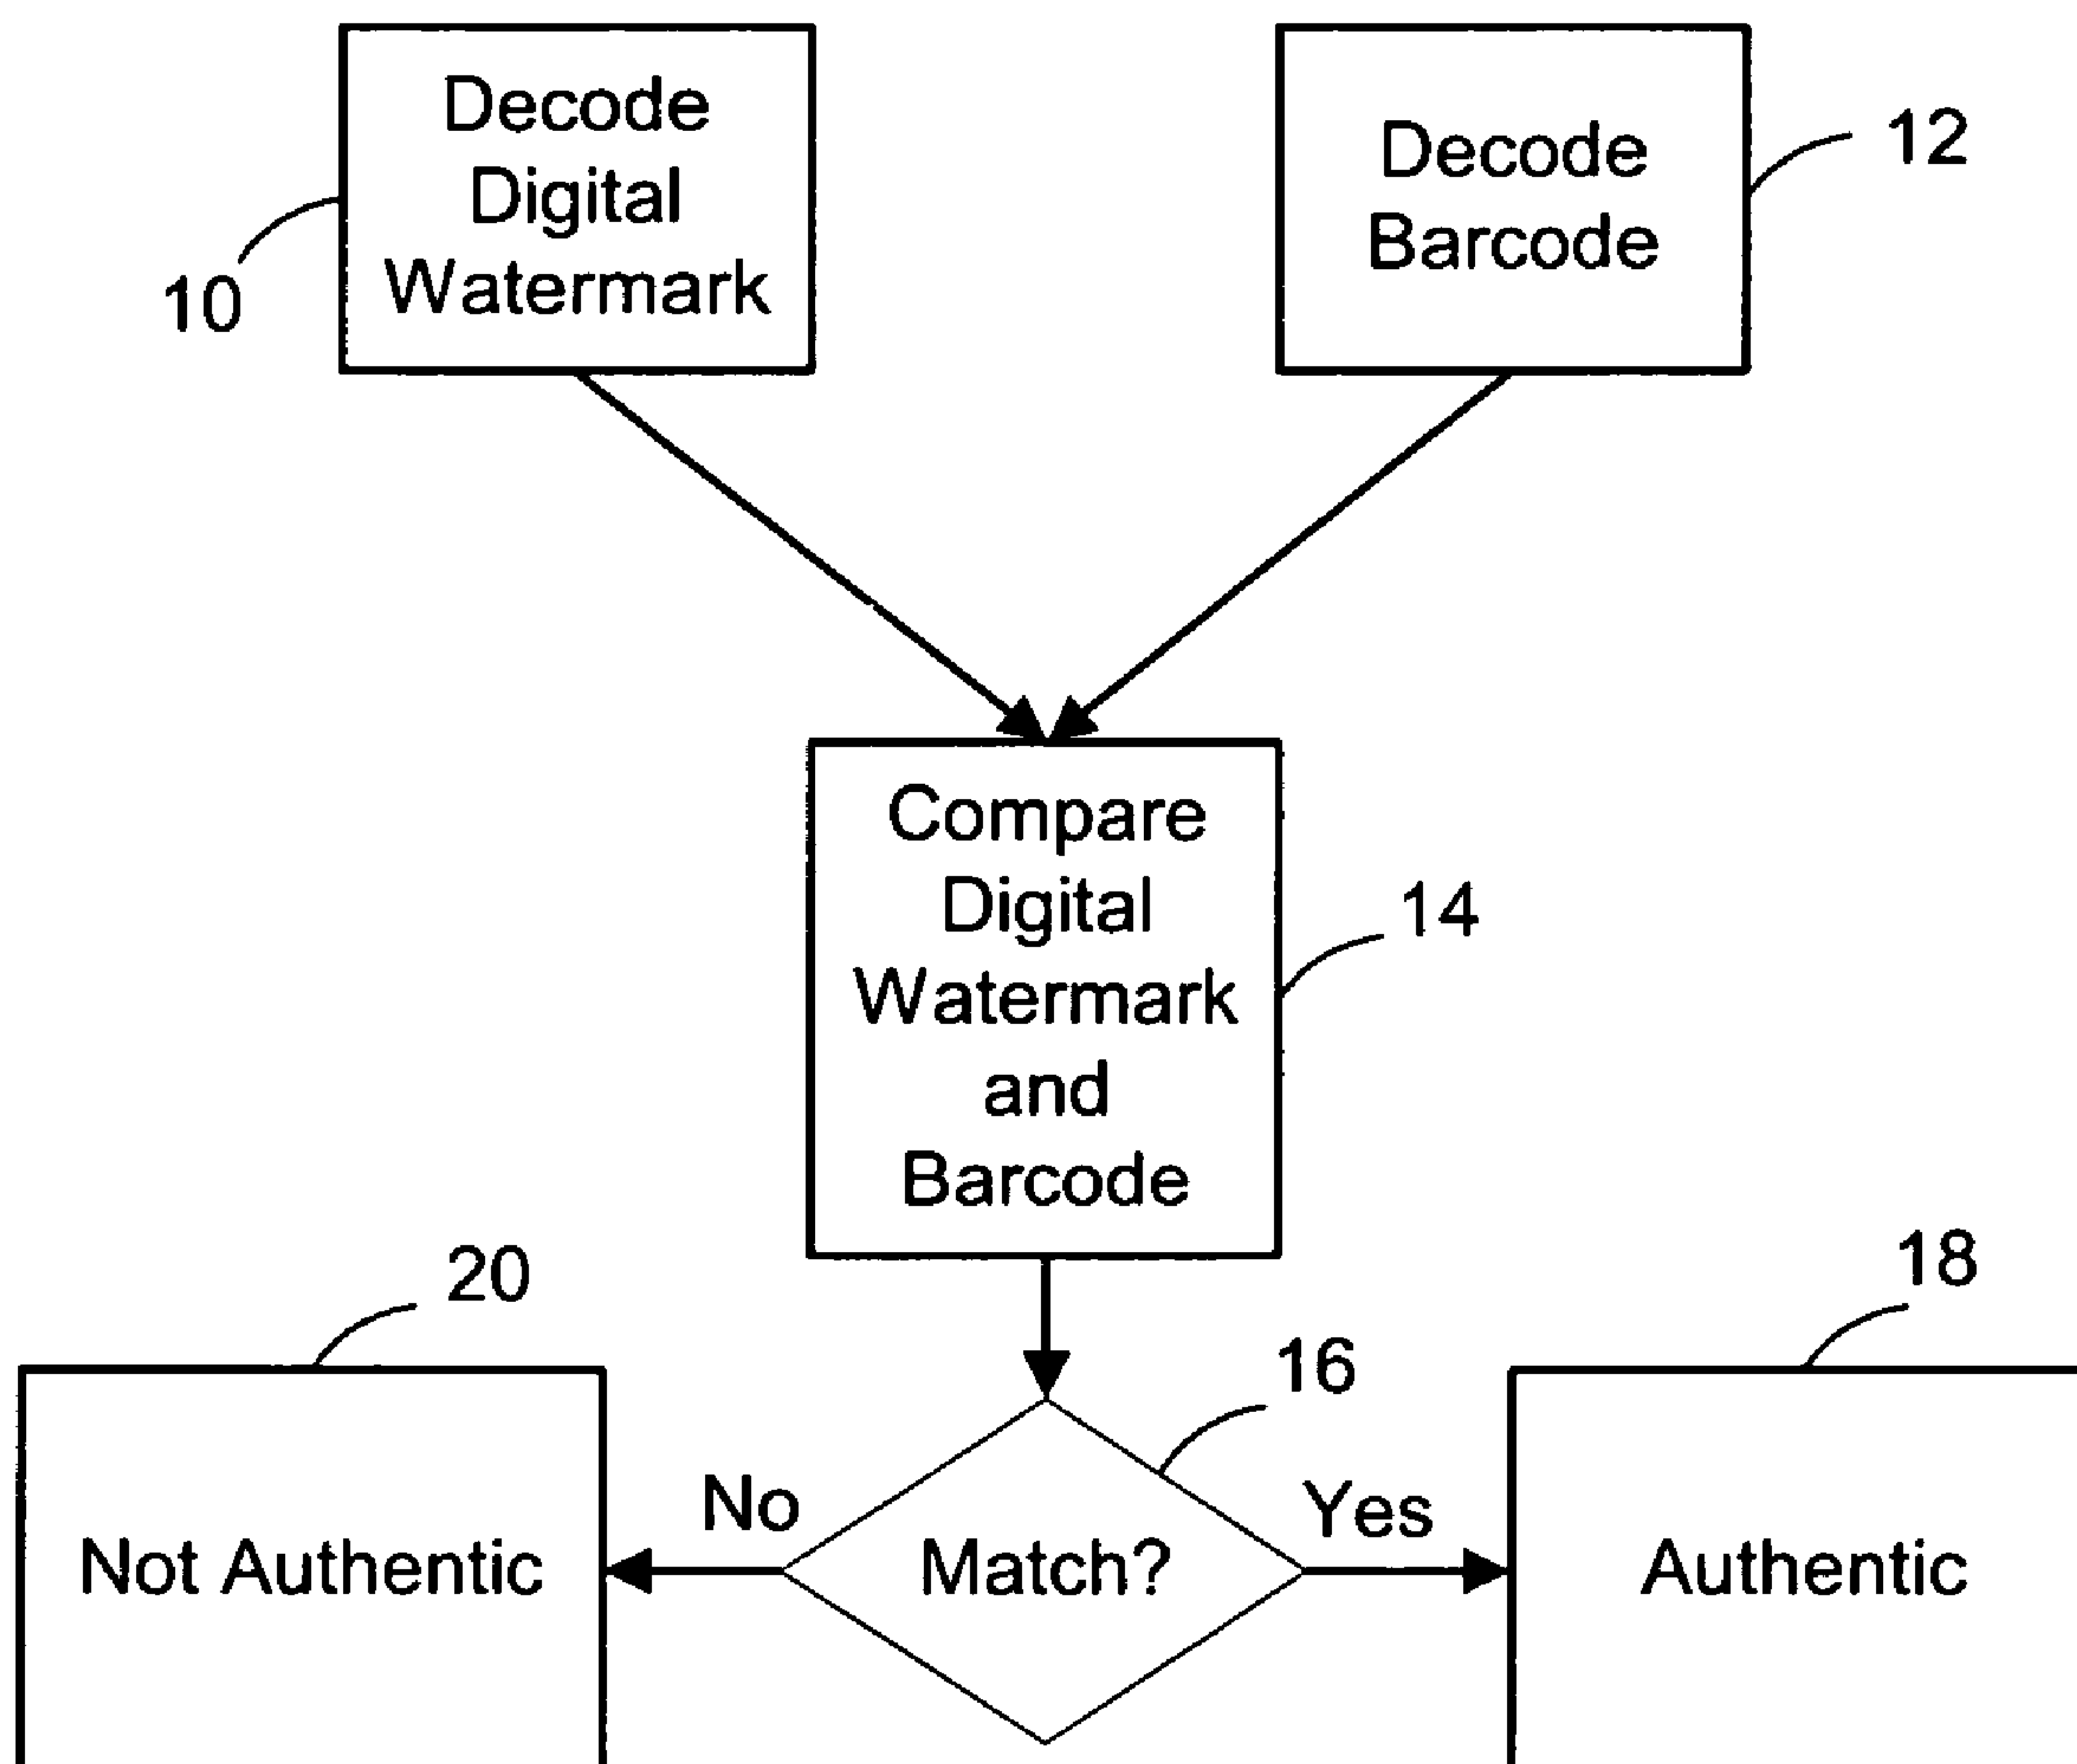 Decode
Digital
Watermark
10
Decode
Barcode
12
Compare
Digital
Watermark
and
Barcode
14
20
18
16
No
Yes
Not Authentic
Match?
Authentic